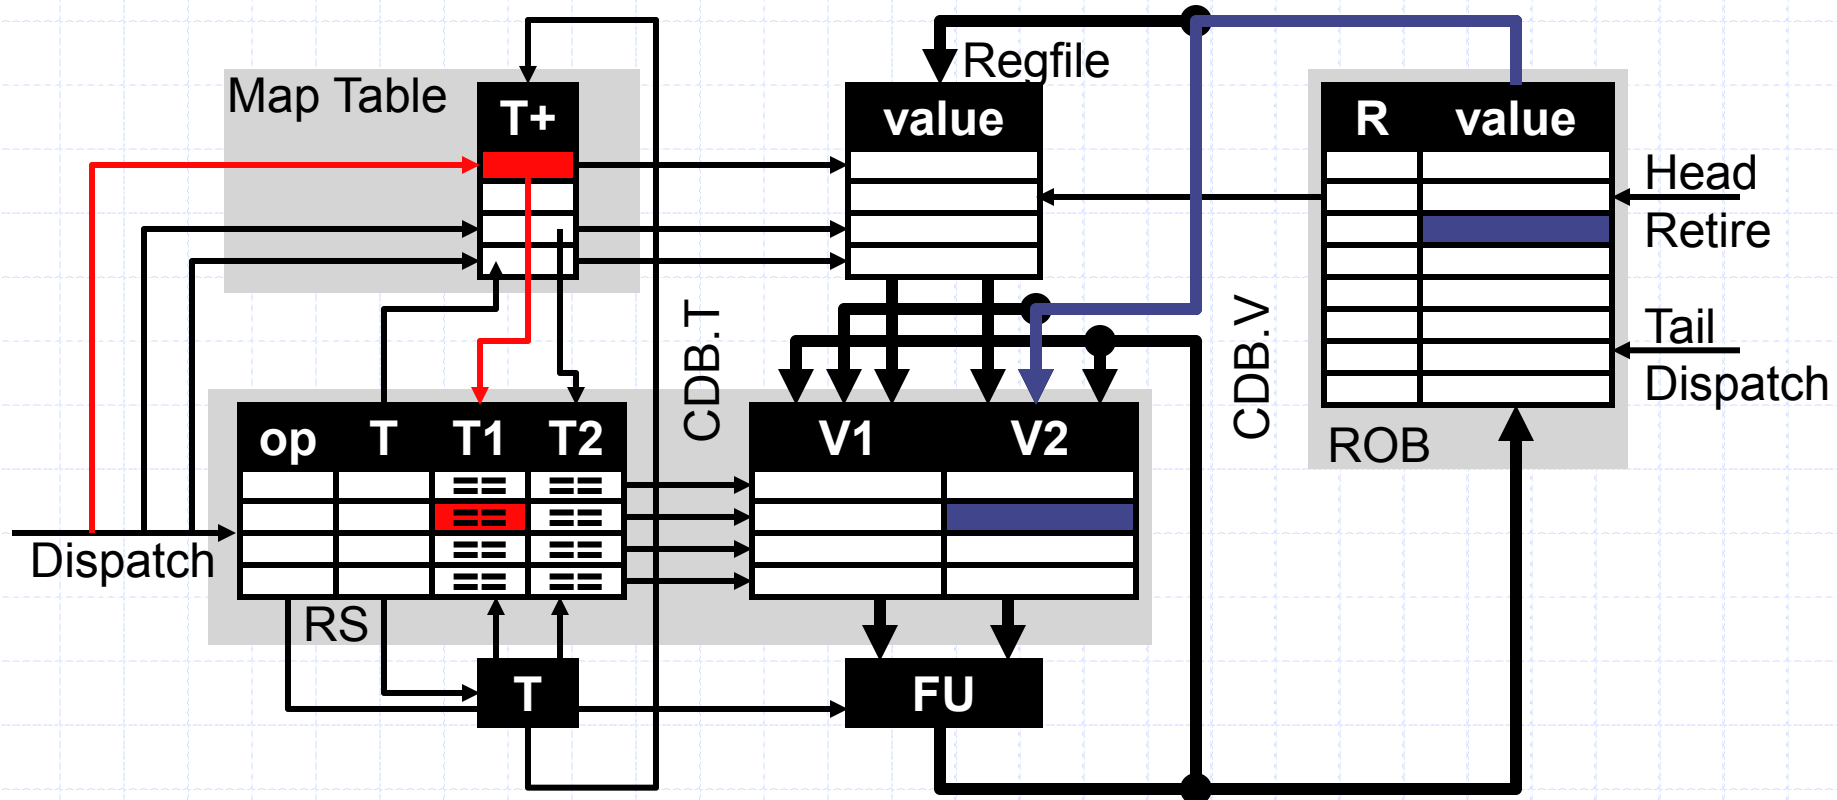 Map Table
T+
Regfile
value
R value
Head
Retire
Tail
Dispatch
ROB
CDB.T
CDB.V
op T T1 T2
V1 V2
== == == ==
== == == ==
== == == ==
== == == ==
Dispatch
RS
T
FU